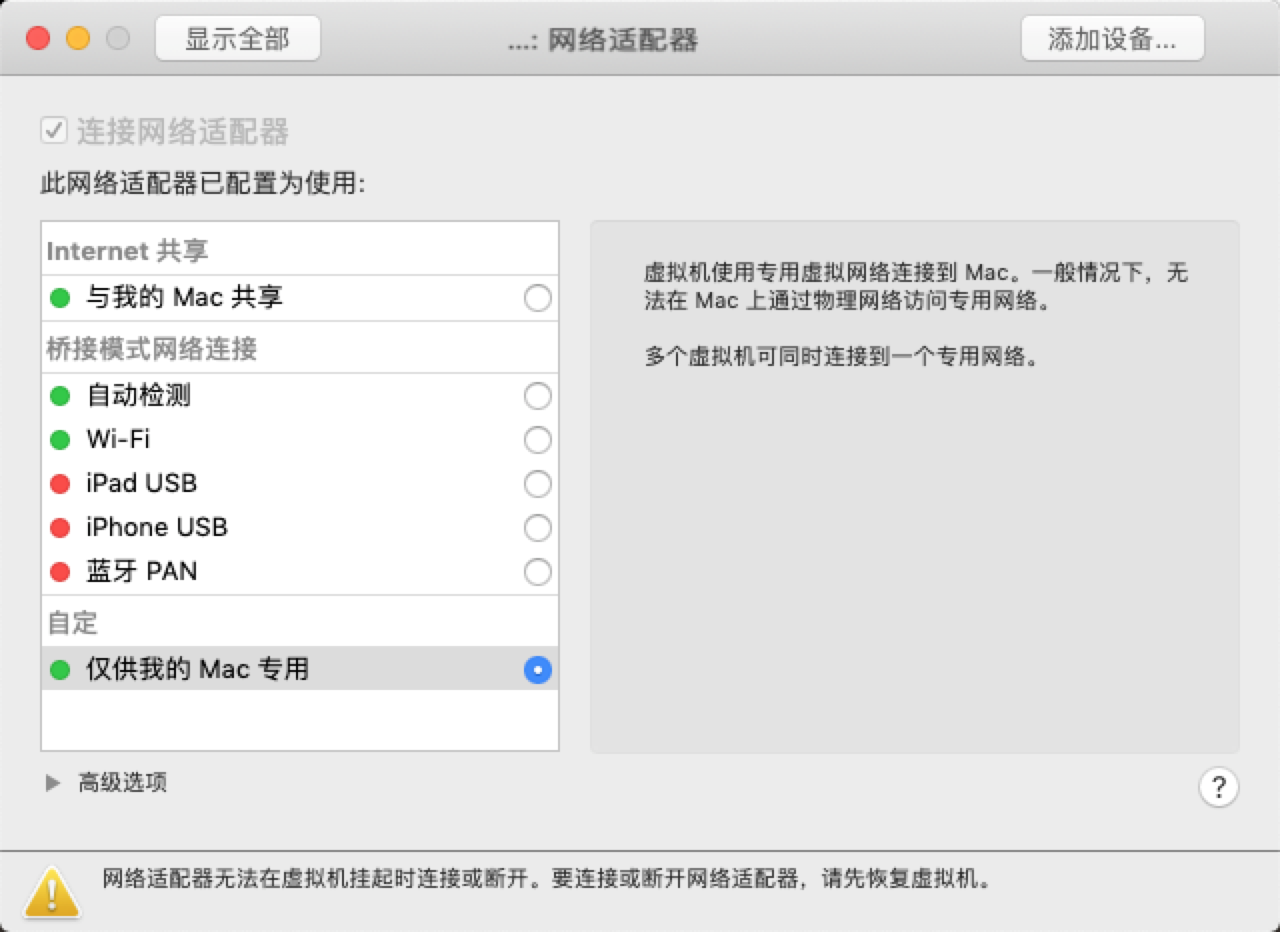 显示全部
...: 网络适配器
添加设备...
连接网络适配器
此网络适配器已配置为使用:
Internet 共享
与我的 Mac 共享
桥接模式网络连接
自动检测
Wi-Fi
iPad USB
iPhone USB
蓝牙 PAN
自定
仅供我的 Mac 专用
虚拟机使用专用虚拟网络连接到 Mac。一般情况下，无
法在 Mac 上通过物理网络访问专用网络。
多个虚拟机可同时连接到一个专用网络。
高级选项
?
网络适配器无法在虚拟机挂起时连接或断开。要连接或断开网络适配器，请先恢复虚拟机。